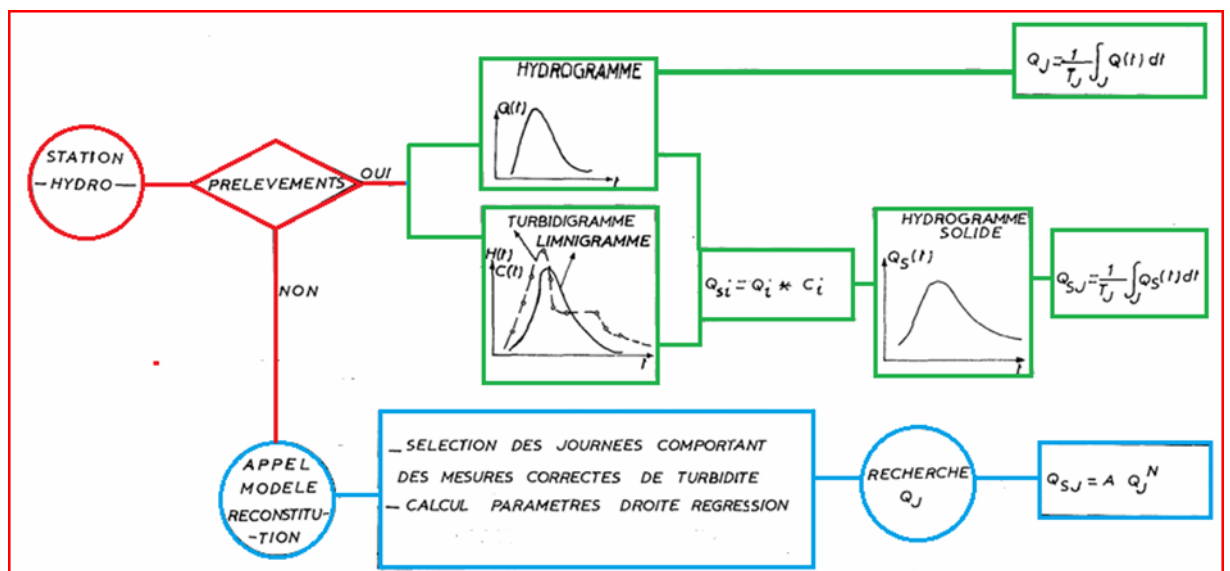 STATION
HYDRO
PRELEVEMENTS
OUI
NON
HYDROGRAMME
Q(t)
t
Q_J = 1/T_J ∫_J Q(t) dt
TURBIDIGRAMME
LIMNIGRAMME
H(t)
C(t)
t
Q_si = Q_i * C_i
HYDROGRAMME
SOLIDE
Q_S(t)
t
Q_SJ = 1/T_J ∫_J Q_S(t) dt
APPEL
MODELE
RECONSTITU-
-TION
_ SELECTION DES JOURNEES COMPORTANT
DES MESURES CORRECTES DE TURBIDITE
- CALCUL PARAMETRES DROITE REGRESSION
RECHERCHE
Q_J
Q_SJ = A Q_J^N